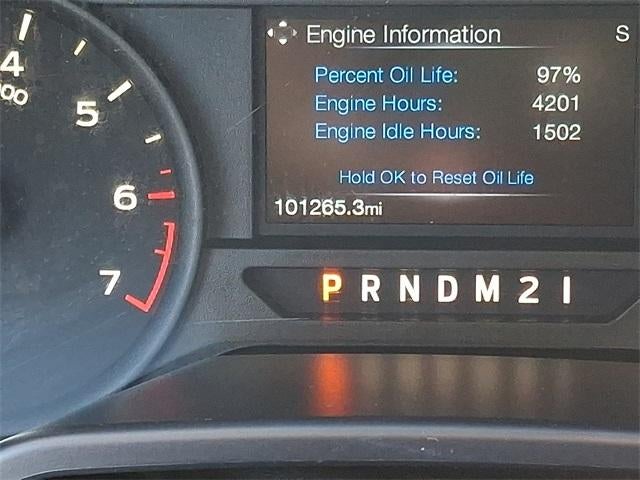 Engine Information
S
Percent Oil Life: 97%
Engine Hours: 4201
Engine Idle Hours: 1502
Hold OK to Reset Oil Life
101265.3mi
P R N D M 2 1
4
00
5
6
7